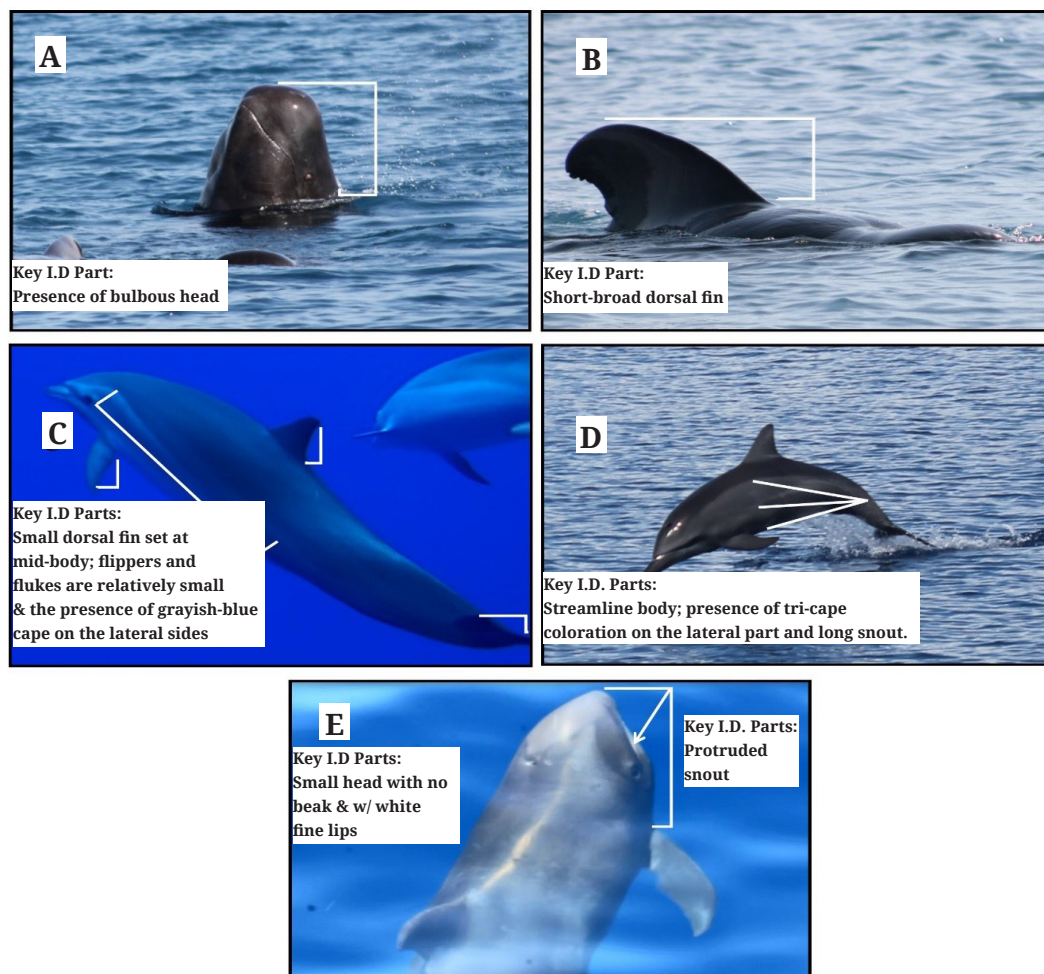 A
Key I.D Part:
Presence of bulbous head
B
Key I.D Part:
Short-broad dorsal fin
C
Key I.D Parts:
Small dorsal fin set at
mid-body; flippers and
flukes are relatively small
& the presence of grayish-blue
cape on the lateral sides
D
Key I.D. Parts:
Streamline body; presence of tri-cape
coloration on the lateral part and long snout.
E
Key I.D Parts:
Small head with no
beak & w/ white
fine lips
Key I.D. Parts:
Protruded
snout